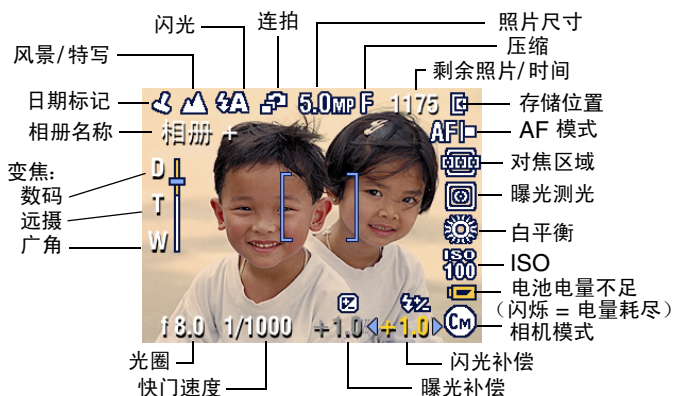 闪光
连拍
照片尺寸
压缩
风景/特写
剩余照片/时间
日期标记
A 5.0MP F 1175
存储位置
相册名称
相册 +
AF
AF 模式
变焦:
数码
远摄
广角
D
T
W
对焦区域
曝光测光
白平衡
ISO
100
ISO
电池电量不足
(闪烁 = 电量耗尽)
CM
相机模式
f 8.0 1/1000 +1.0 +1.0
光圈
快门速度
曝光补偿
闪光补偿